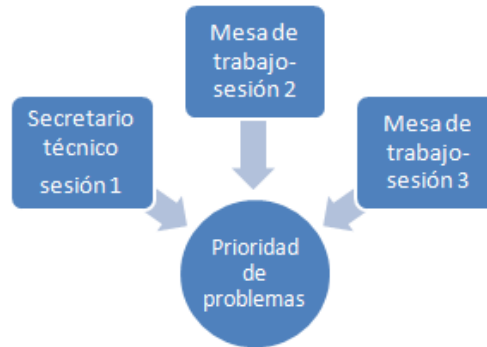 Secretario
técnico
sesión 1
Mesa de
trabajo-
sesión 2
Mesa de
trabajo-
sesión 3
Prioridad
de
problemas